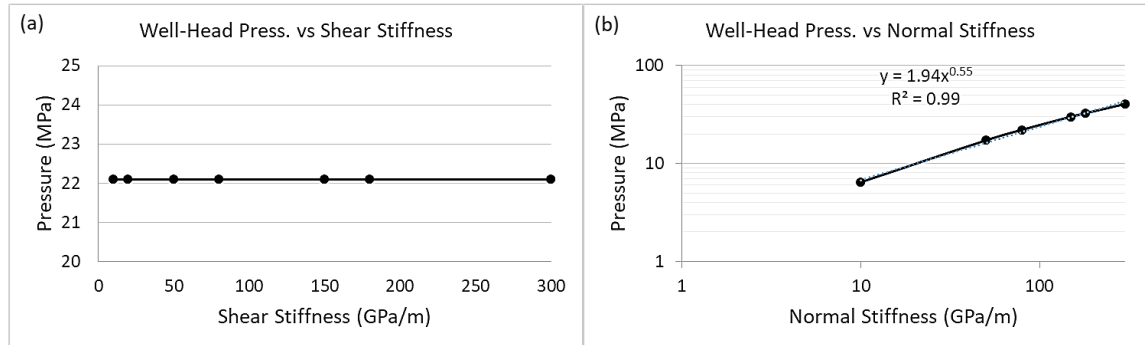 (a)
Well-Head Press. vs Shear Stiffness
25
24
23
22
21
20
Pressure (MPa)
0 50 100 150 200 250 300
Shear Stiffness (GPa/m)
(b)
Well-Head Press. vs Normal Stiffness
y = 1.94x^0.55
R² = 0.99
100
10
1
Pressure (MPa)
1 10 100
Normal Stiffness (GPa/m)